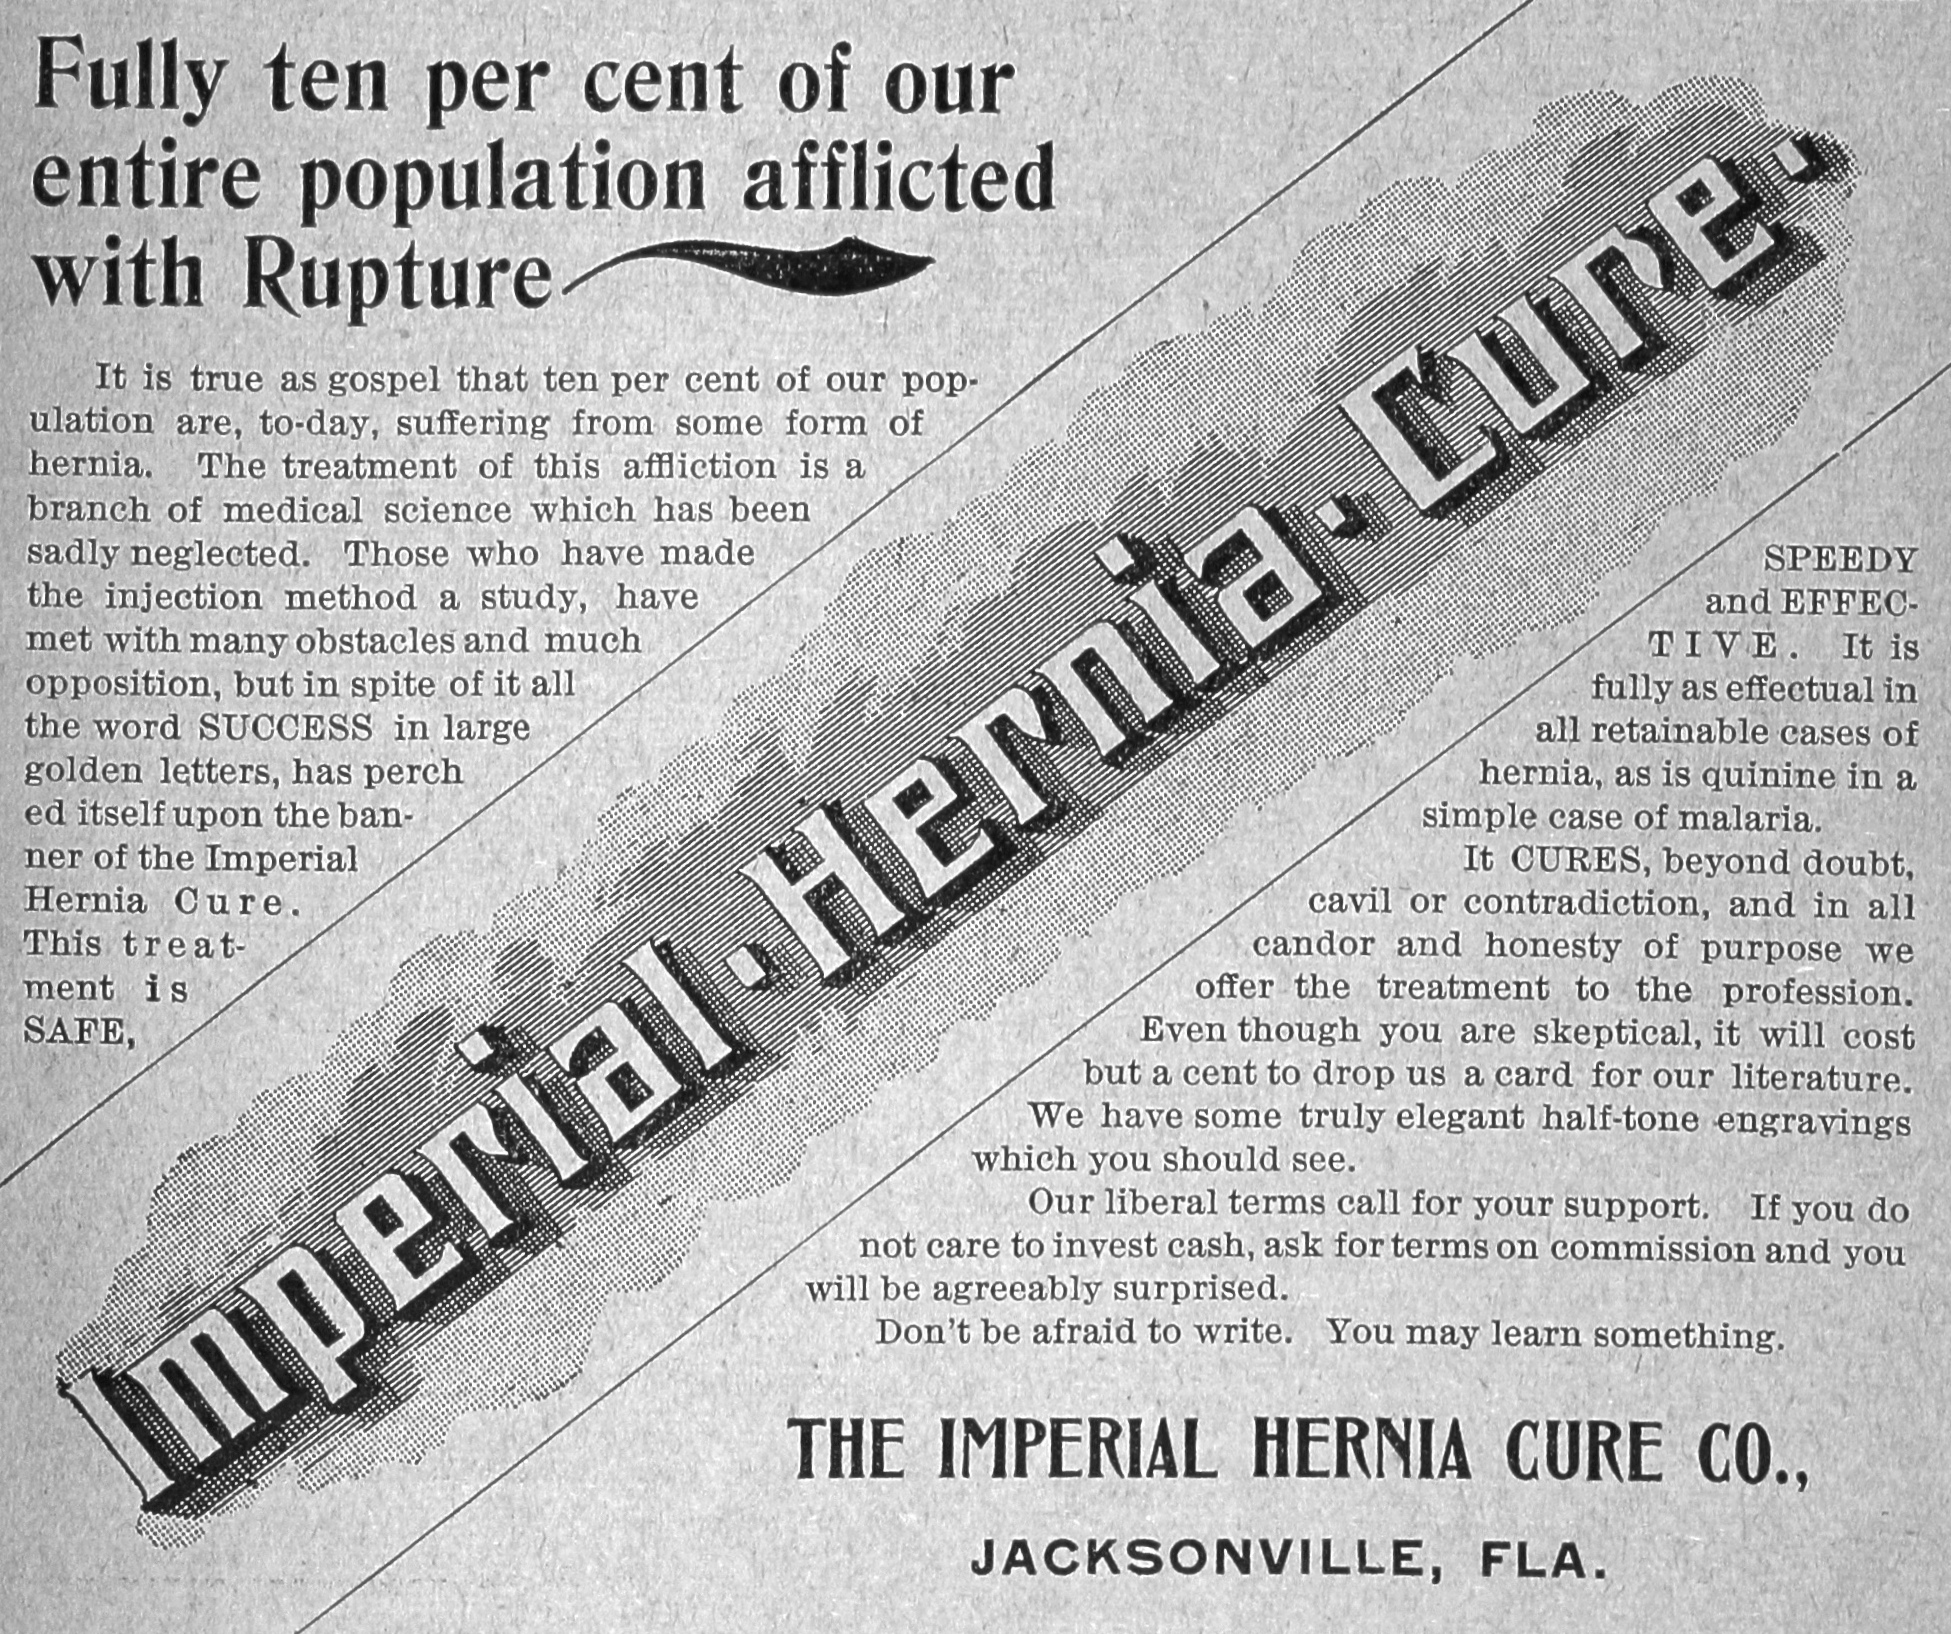 Fully ten per cent of our
entire population afflicted
with Rupture
It is true as gospel that ten per cent of our pop-
ulation are, to-day, suffering from some form of
hernia. The treatment of this affliction is a
branch of medical science which has been
sadly neglected. Those who have made
the injection method a study, have
met with many obstacles and much
opposition, but in spite of it all
the word SUCCESS in large
golden letters, has perch
ed itself upon the ban-
ner of the Imperial
Hernia Cure.
This treat-
ment is
SAFE,
Imperial·Hernia·Cure·
SPEEDY
and EFFEC-
TIVE. It is
fully as effectual in
all retainable cases of
hernia, as is quinine in a
simple case of malaria.
It CURES, beyond doubt,
cavil or contradiction, and in all
candor and honesty of purpose we
offer the treatment to the profession.
Even though you are skeptical, it will cost
but a cent to drop us a card for our literature.
We have some truly elegant half-tone engravings
which you should see.
Our liberal terms call for your support. If you do
not care to invest cash, ask for terms on commission and you
will be agreeably surprised.
Don't be afraid to write. You may learn something.
THE IMPERIAL HERNIA CURE CO.,
JACKSONVILLE, FLA.